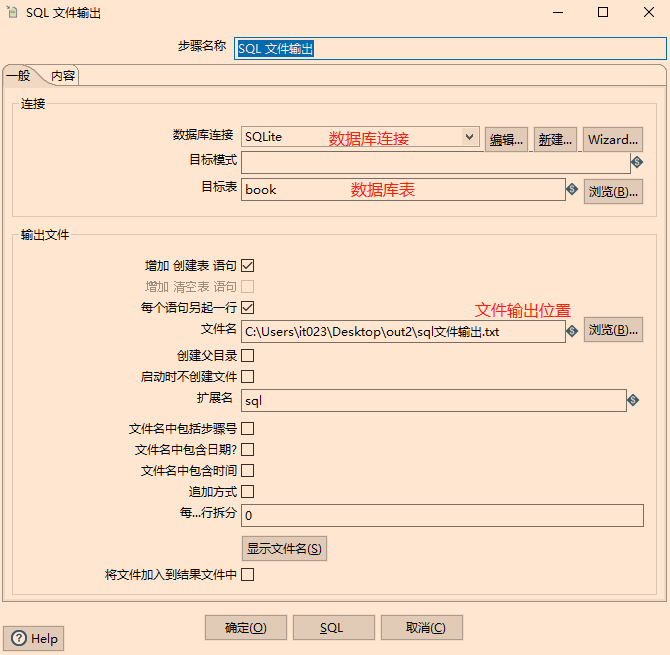 SQL 文件输出
步骤名称 SQL 文件输出
一般 内容
连接
数据库连接 SQLite 数据库连接 编辑... 新建... Wizard...
目标模式
目标表 book 数据库表 浏览(B)...
输出文件
增加 创建表 语句
增加 清空表 语句
每个语句另起一行
文件输出位置
文件名 C:\Users\it023\Desktop\out2\sql文件输出.txt 浏览(B)...
创建父目录
启动时不创建文件
扩展名 sql
文件名中包括步骤号
文件名中包含日期?
文件名中包含时间
追加方式
每...行拆分 0
显示文件名(S)
将文件加入到结果文件中
确定(O) SQL 取消(C)
Help